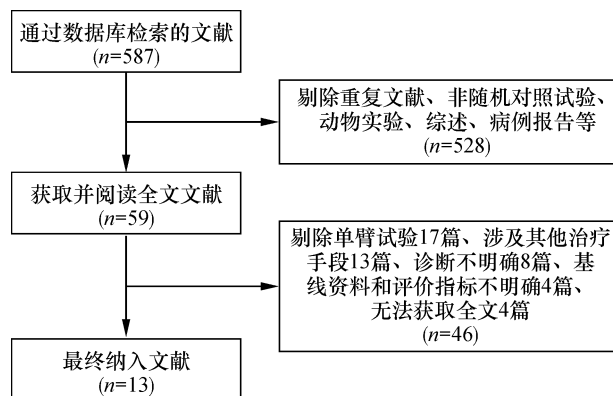 通过数据库检索的文献
(n=587)
剔除重复文献、非随机对照试验、
动物实验、综述、病例报告等
(n=528)
获取并阅读全文文献
(n=59)
剔除单臂试验17篇、涉及其他治疗
手段13篇、诊断不明确8篇、基
线资料和评价指标不明确4篇、
无法获取全文4篇
(n=46)
最终纳入文献
(n=13)